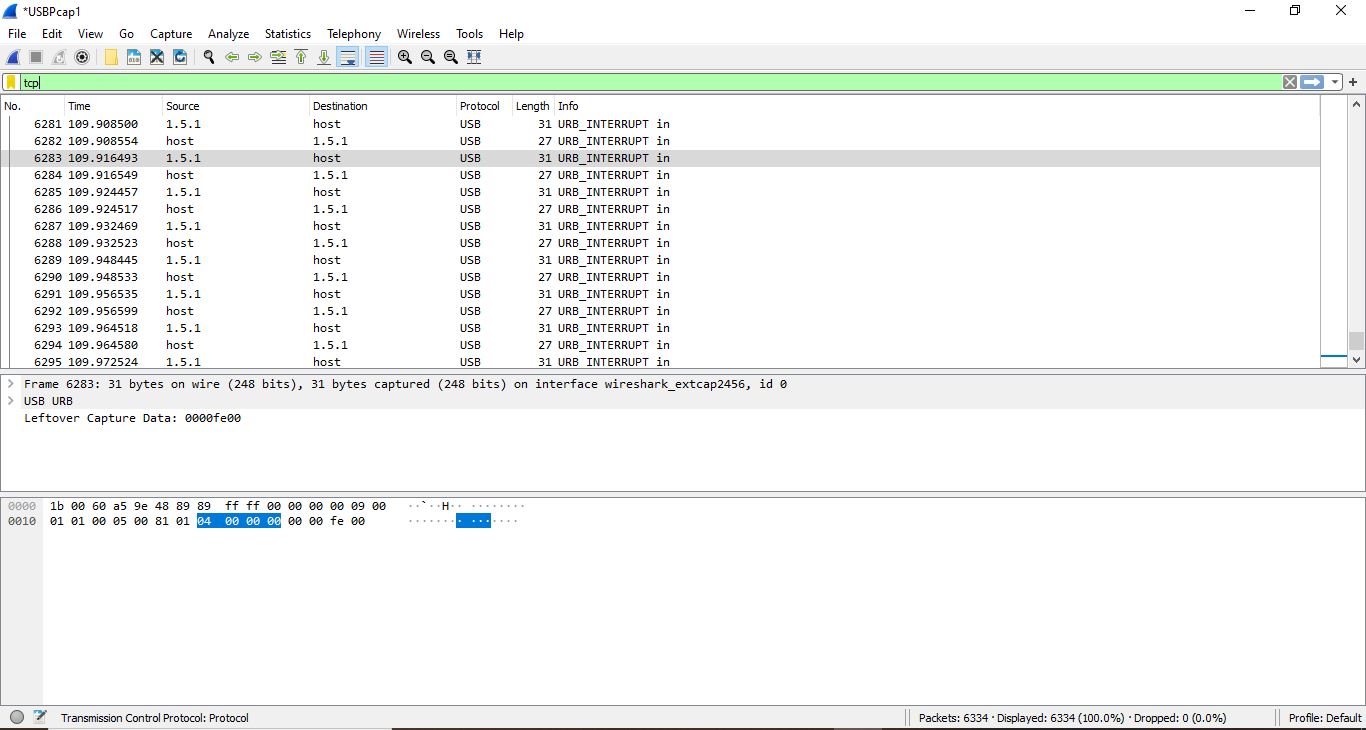 *USBPcap1
File Edit View Go Capture Analyze Statistics Telephony Wireless Tools Help
tcp
No. Time Source Destination Protocol Length Info
6281 109.908500 1.5.1 host USB 31 URB_INTERRUPT in
6282 109.908554 host 1.5.1 USB 27 URB_INTERRUPT in
6283 109.916493 1.5.1 host USB 31 URB_INTERRUPT in
6284 109.916549 host 1.5.1 USB 27 URB_INTERRUPT in
6285 109.924457 1.5.1 host USB 31 URB_INTERRUPT in
6286 109.924517 host 1.5.1 USB 27 URB_INTERRUPT in
6287 109.932469 1.5.1 host USB 31 URB_INTERRUPT in
6288 109.932523 host 1.5.1 USB 27 URB_INTERRUPT in
6289 109.948445 1.5.1 host USB 31 URB_INTERRUPT in
6290 109.948533 host 1.5.1 USB 27 URB_INTERRUPT in
6291 109.956535 1.5.1 host USB 31 URB_INTERRUPT in
6292 109.956599 host 1.5.1 USB 27 URB_INTERRUPT in
6293 109.964518 1.5.1 host USB 31 URB_INTERRUPT in
6294 109.964580 host 1.5.1 USB 27 URB_INTERRUPT in
6295 109.972524 1.5.1 host USB 31 URB_INTERRUPT in
Frame 6283: 31 bytes on wire (248 bits), 31 bytes captured (248 bits) on interface wireshark_extcap2456, id 0
USB URB
Leftover Capture Data: 0000fe00
0000 1b 00 60 a5 9e 48 89 89 ff ff 00 00 00 00 09 00 ··`··H·· ········
0010 01 01 00 05 00 81 01 04 00 00 00 00 00 fe 00 ········ ·······
Transmission Control Protocol: Protocol
Packets: 6334 · Displayed: 6334 (100.0%) · Dropped: 0 (0.0%)
Profile: Default